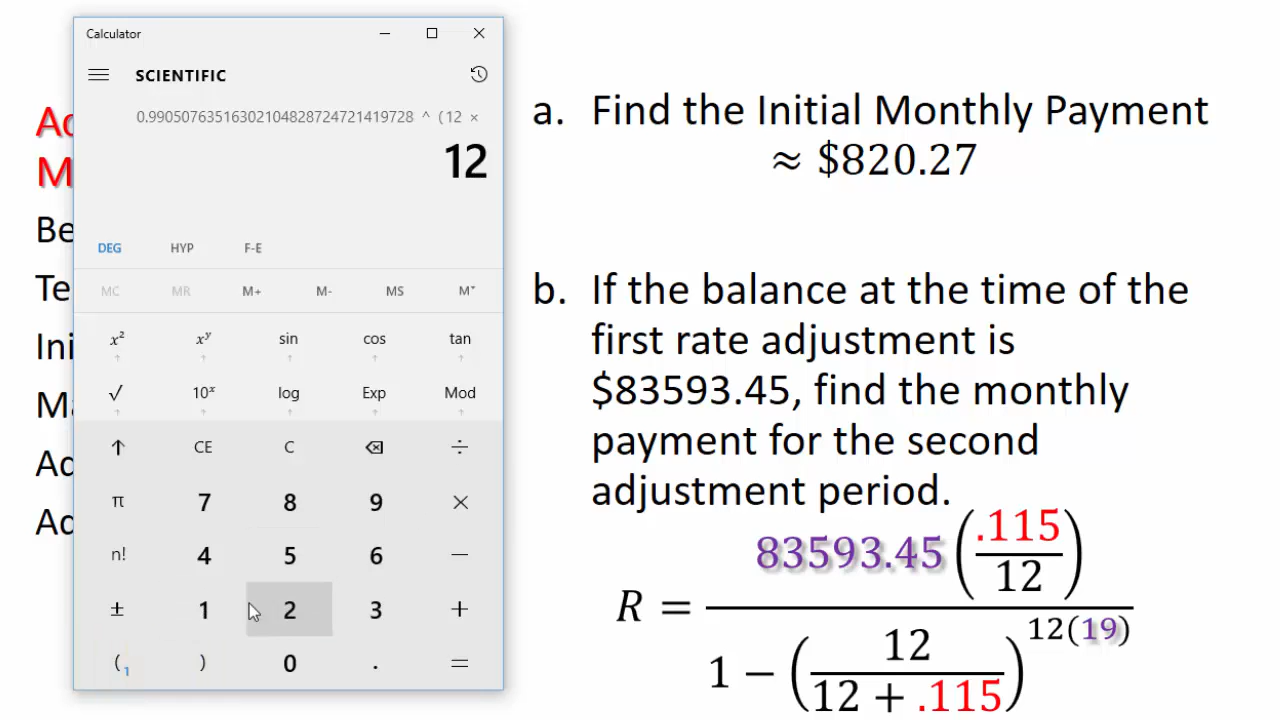 Calculator
SCIENTIFIC
0.99050763516302104828724721419728 ^ (12 ×
12
DEG HYP F-E
MC MR M+ M- MS M˅
x² xʸ sin cos tan
√ 10ˣ log Exp Mod
↑ CE C ⌫ ÷
π 7 8 9 ×
n! 4 5 6 −
± 1 2 3 +
(₁ ) 0 . =
Ac
M
Be
Te
Ini
Ma
Ad
Ad
a. Find the Initial Monthly Payment
≈ $820.27
b. If the balance at the time of the
first rate adjustment is
$83593.45, find the monthly
payment for the second
adjustment period.
83593.45 (.115/12)
R = 
1 − (12/(12 + .115))^12(19)